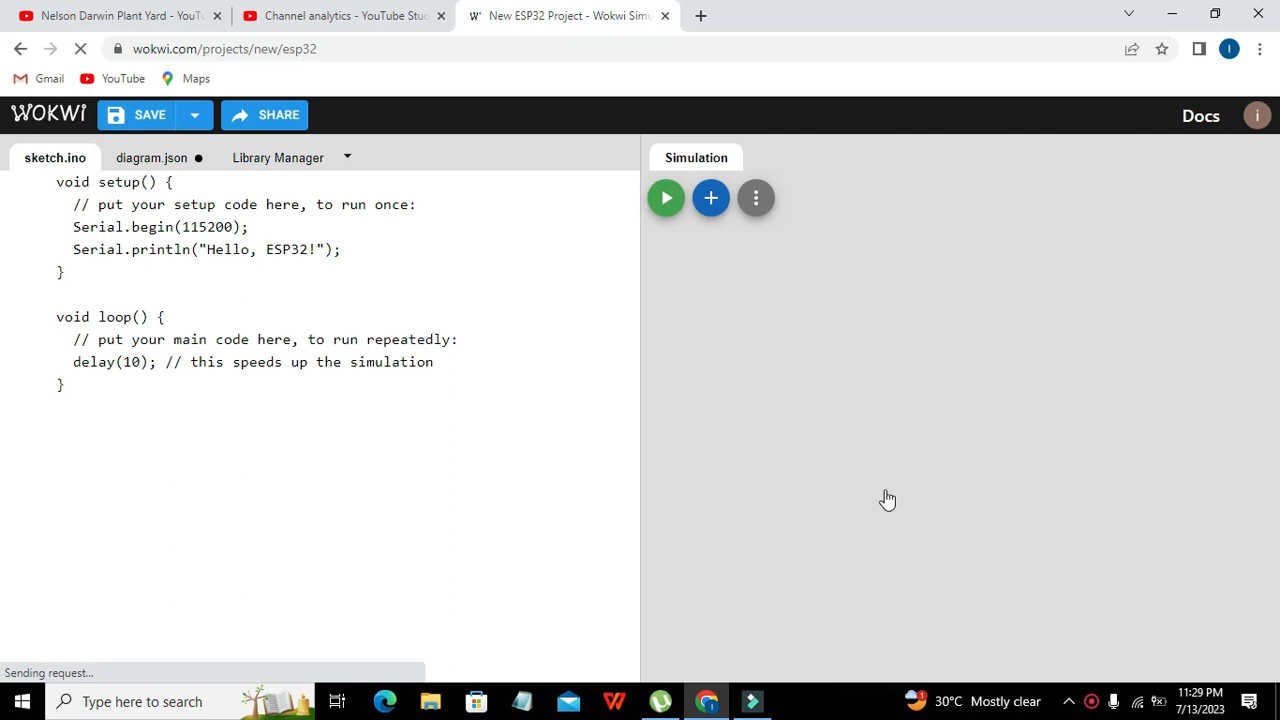 Nelson Darwin Plant Yard - YouTu
Channel analytics - YouTube Stud
New ESP32 Project - Wokwi Simu
wokwi.com/projects/new/esp32
I
Gmail
YouTube
Maps
WOKWi
SAVE
SHARE
Docs
i
sketch.ino
diagram.json
Library Manager
Simulation
void setup() {
// put your setup code here, to run once:
Serial.begin(115200);
Serial.println("Hello, ESP32!");
}
void loop() {
// put your main code here, to run repeatedly:
delay(10); // this speeds up the simulation
}
Sending request...
Type here to search
1
30°C Mostly clear
11:29 PM
7/13/2023